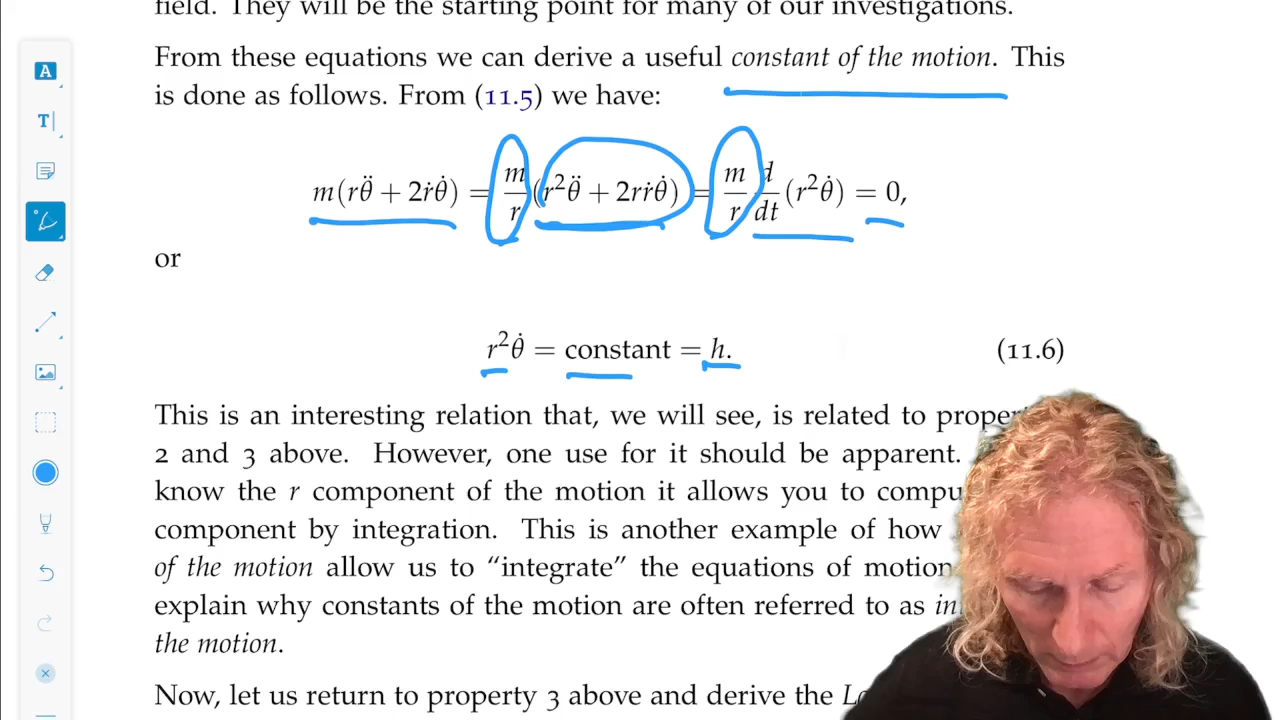 field. They will be the starting point for many of our investigations.
From these equations we can derive a useful constant of the motion. This
is done as follows. From (11.5) we have:
m(rθ̈ + 2ṙθ̇) = m/r (r²θ̈ + 2rṙθ̇) = m/r d/dt (r²θ̇) = 0,
or
r²θ̇ = constant = h. (11.6)
This is an interesting relation that, we will see, is related to
2 and 3 above. However, one use for it should be apparent.
know the r component of the motion it allows you to
component by integration. This is another example of how
of the motion allow us to “integrate” the equations of motion
explain why constants of the motion are often referred to as
the motion.
Now, let us return to property 3 above and derive the
A
T